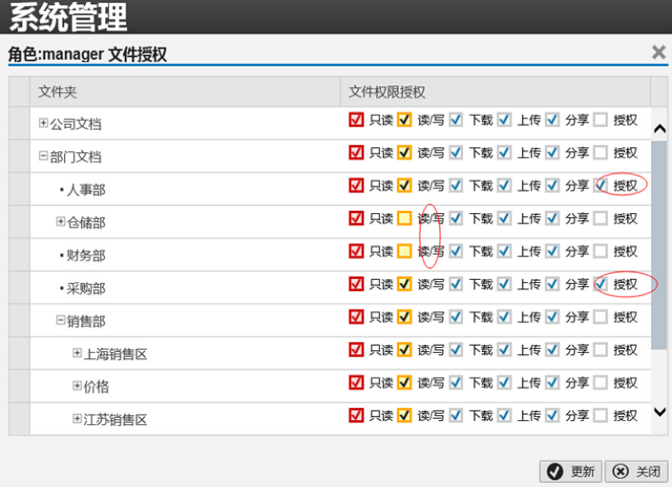 系统管理
角色:manager 文件授权
文件夹 文件权限授权
公司文档 只读 读/写 下载 上传 分享 授权
部门文档 只读 读/写 下载 上传 分享 授权
人事部 只读 读/写 下载 上传 分享 授权
仓储部 只读 读/写 下载 上传 分享 授权
财务部 只读 读/写 下载 上传 分享 授权
采购部 只读 读/写 下载 上传 分享 授权
销售部 只读 读/写 下载 上传 分享 授权
上海销售区 只读 读/写 下载 上传 分享 授权
价格 只读 读/写 下载 上传 分享 授权
江苏销售区 只读 读/写 下载 上传 分享 授权
更新 关闭